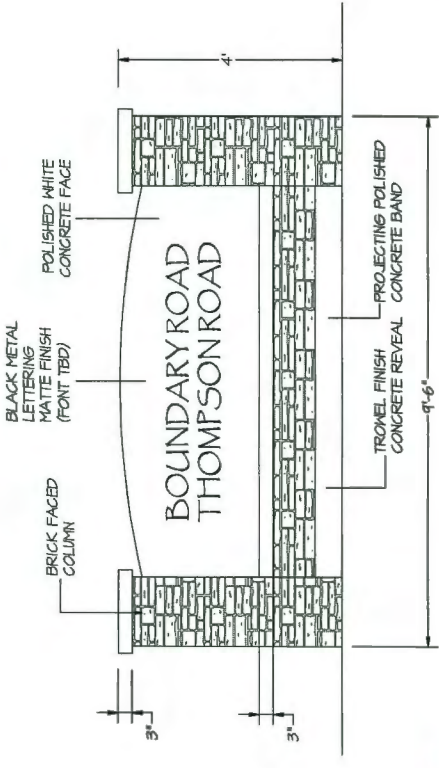 BLACK METAL
LETTERING
MATTE FINISH
(FONT TBD)
BRICK FACED
COLUMN
POLISHED WHITE
CONCRETE FACE
3"
4'
BOUNDARY ROAD
THOMPSON ROAD
3"
TROWEL FINISH
CONCRETE REVEAL
PROJECTING POLISHED
CONCRETE BAND
9'-6"